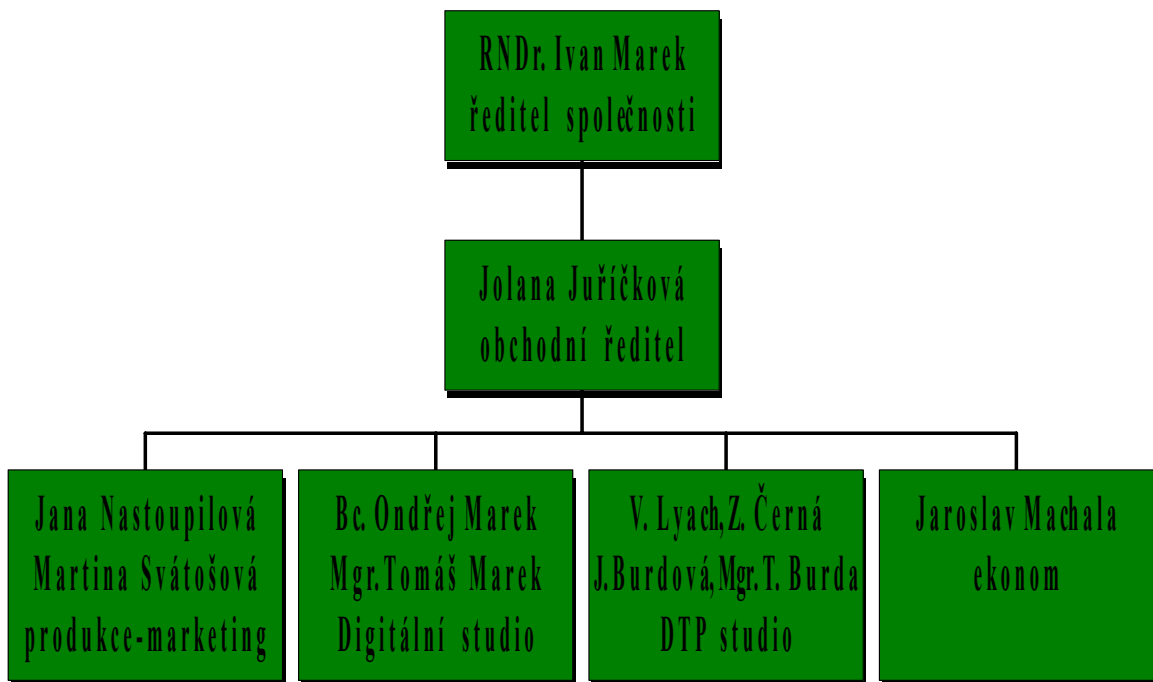 RNDr. Ivan Marek
ředitel společnosti
Jolana Juříčková
obchodní ředitel
Jana Nastoupilová
Martina Svátošová
produkce-marketing
Bc. Ondřej Marek
Mgr.Tomáš Marek
Digitální studio
V. Lyach,Z. Černá
J.Burdová,Mgr.T. Burda
DTP studio
Jaroslav Machala
ekonom